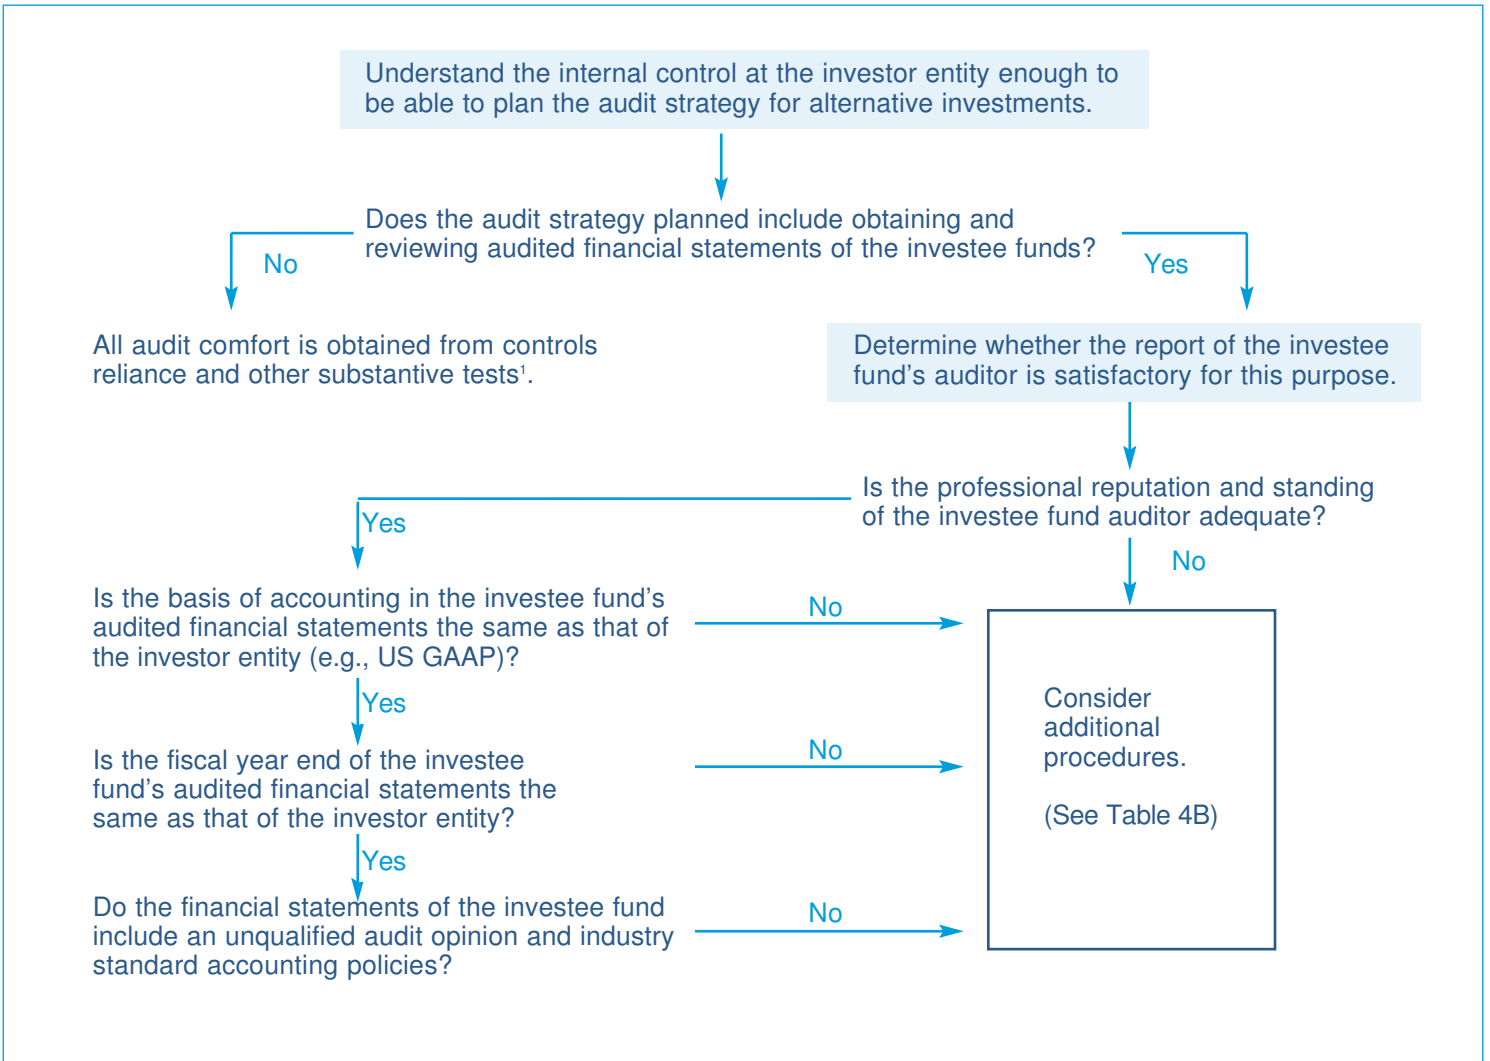 Understand the internal control at the investor entity enough to
be able to plan the audit strategy for alternative investments.
Does the audit strategy planned include obtaining and
reviewing audited financial statements of the investee funds?
No
Yes
All audit comfort is obtained from controls
reliance and other substantive tests¹.
Determine whether the report of the investee
fund’s auditor is satisfactory for this purpose.
Is the professional reputation and standing
of the investee fund auditor adequate?
Yes
No
Is the basis of accounting in the investee fund’s
audited financial statements the same as that of
the investor entity (e.g., US GAAP)?
No
Yes
Is the fiscal year end of the investee
fund’s audited financial statements the
same as that of the investor entity?
No
Yes
Do the financial statements of the investee fund
include an unqualified audit opinion and industry
standard accounting policies?
No
Consider
additional
procedures.
(See Table 4B)